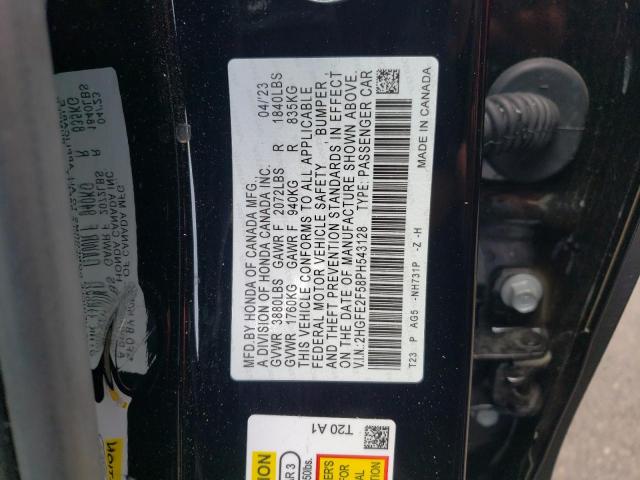 MFD BY HONDA OF CANADA MFG. 04/23
A DIVISION OF HONDA CANADA INC.
GVWR 3880LBS GAWR F 2072LBS R 1840LBS
GVWR 1760KG GAWR F 940KG R 835KG
THIS VEHICLE CONFORMS TO ALL APPLICABLE
FEDERAL MOTOR VEHICLE SAFETY BUMPER,
AND THEFT PREVENTION STANDARDS IN EFFECT
ON THE DATE OF MANUFACTURE SHOWN ABOVE.
V.I.N.:2HGFE2F58PH543128 TYPE:PASSENGER CAR
T23 P AG5 -NH731P -Z -H MADE IN CANADA
T20 A1